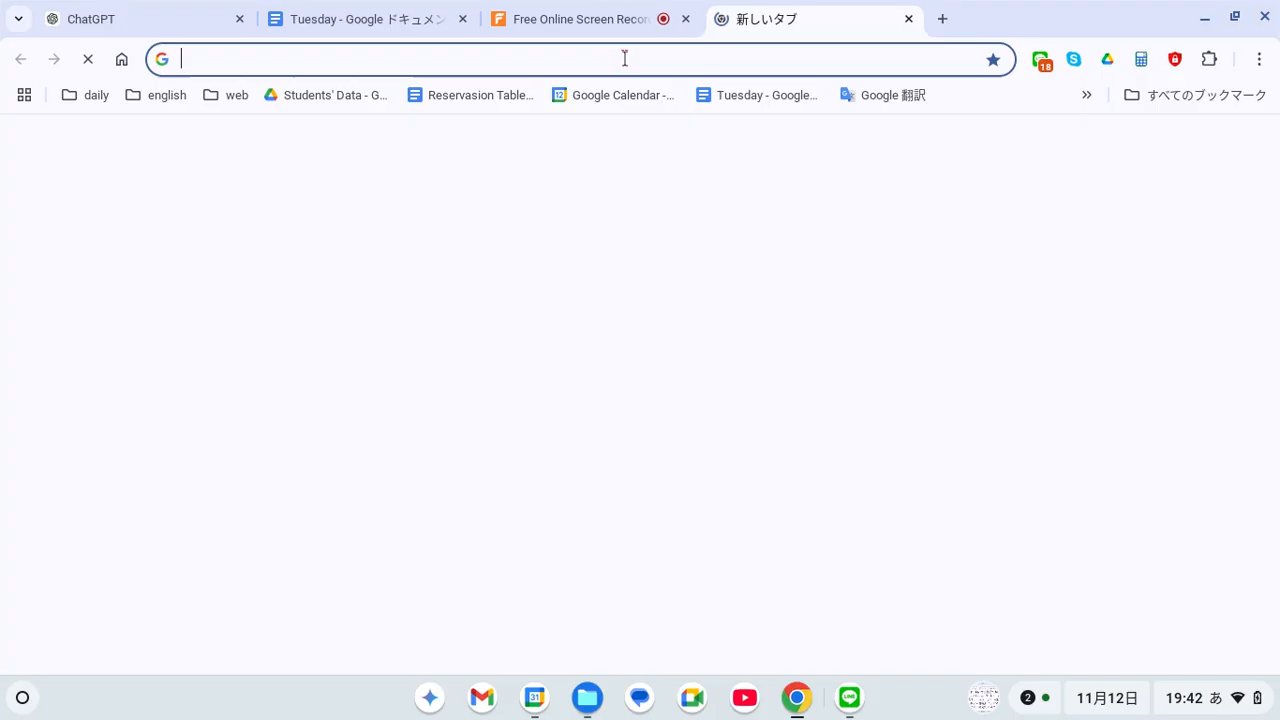 ChatGPT
Tuesday - Google ドキュメン
Free Online Screen Recor
新しいタブ
18
daily
english
web
Students' Data - G...
Reservasion Table...
Google Calendar -...
Tuesday - Google...
Google 翻訳
すべてのブックマーク
31
2
11月12日
19:42 あ